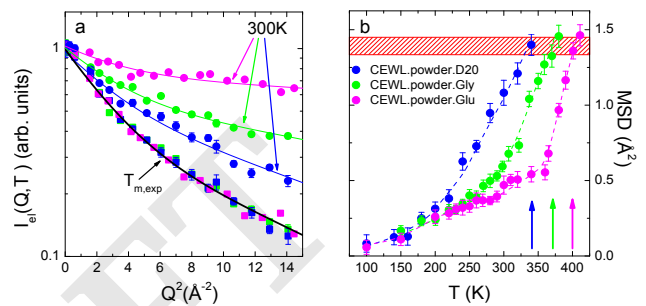 a
300K
I_el(Q,T) (arb. units)
1
0.1
T_m,exp
0 2 4 6 8 10 12 14
Q²(Å⁻²)
b
CEWL.powder.D20
CEWL.powder.Gly
CEWL.powder.Glu
1.5
1.0
0.5
0.0
MSD (Å²)
100 150 200 250 300 350 400 450
T (K)
ET